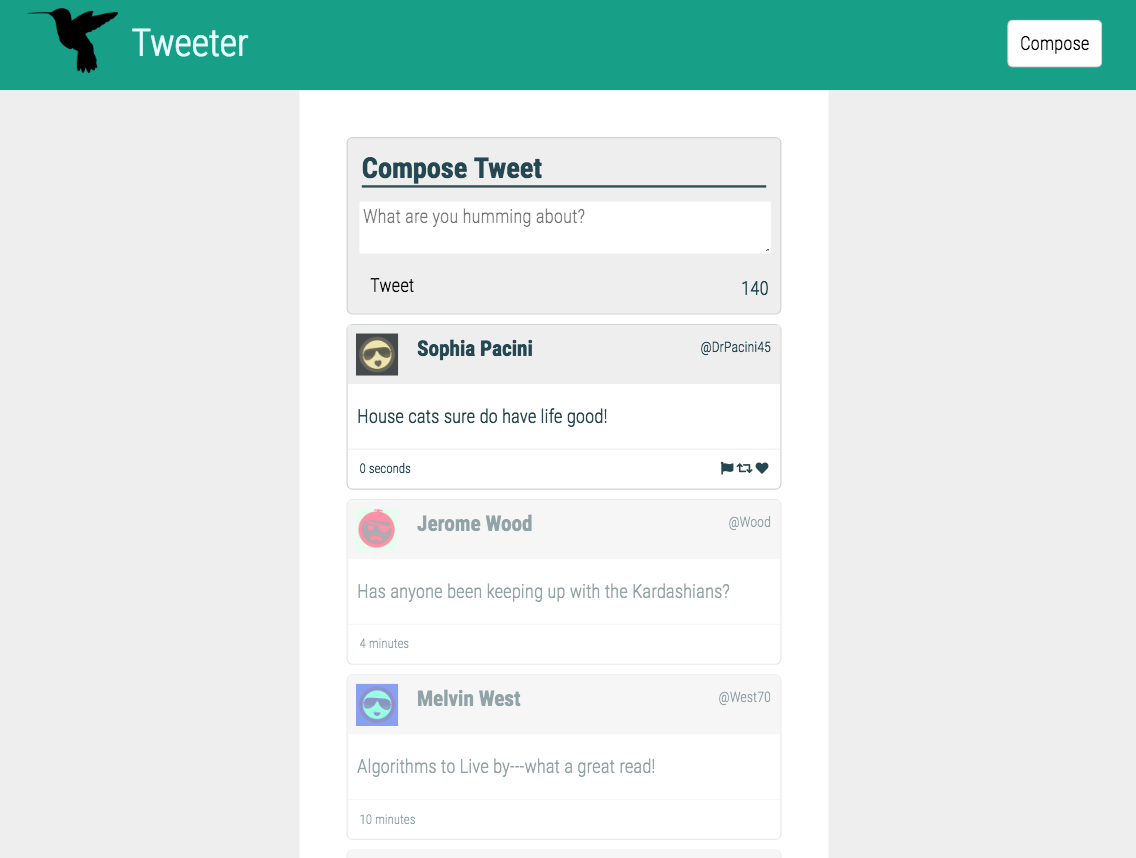 Tweeter
Compose
Compose Tweet
What are you humming about?
Tweet
140
Sophia Pacini
@DrPacini45
House cats sure do have life good!
0 seconds
Jerome Wood
@Wood
Has anyone been keeping up with the Kardashians?
4 minutes
Melvin West
@West70
Algorithms to Live by---what a great read!
10 minutes